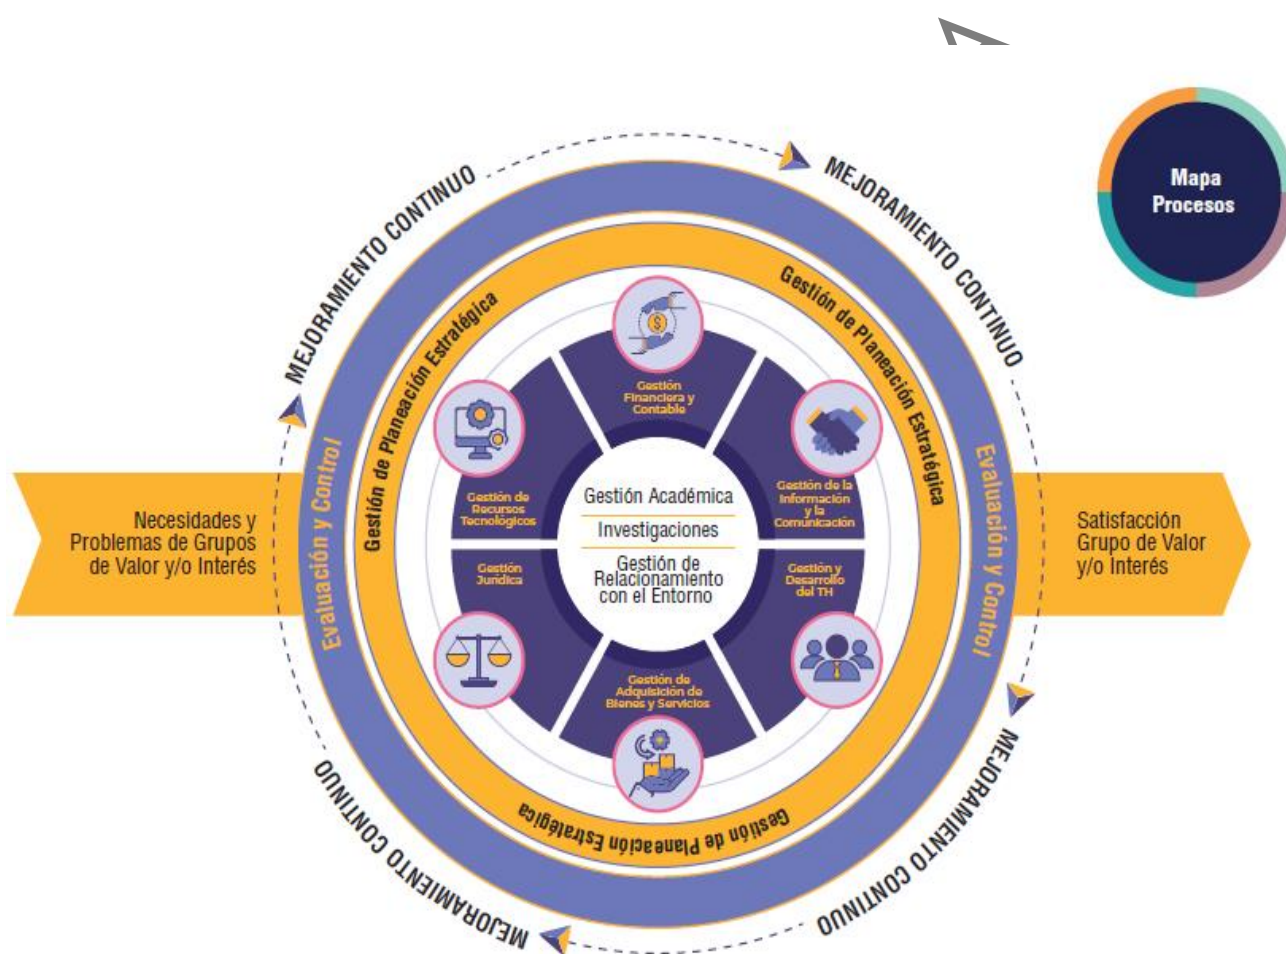 Mapa
Procesos
MEJORAMIENTO CONTINUO
MEJORAMIENTO CONTINUO
MEJORAMIENTO CONTINUO
MEJORAMIENTO CONTINUO
Evaluación y Control
Evaluación y Control
Gestión de Planeación Estratégica
Gestión de Planeación Estratégica
Gestión de Planeación Estratégica
Necesidades y
Problemas de Grupos
de Valor y/o Interés
Gestión
Financiera y
Contable
Gestión de
Recursos
Tecnológicos
Gestión de la
Información
y la
Comunicación
Gestión Académica
Investigaciones
Gestión de
Relacionamiento
con el Entorno
Gestión
Jurídica
Gestión y
Desarrollo
del TH
Gestión de
Adquisición de
Bienes y Servicios
Satisfacción
Grupo de Valor
y/o Interés